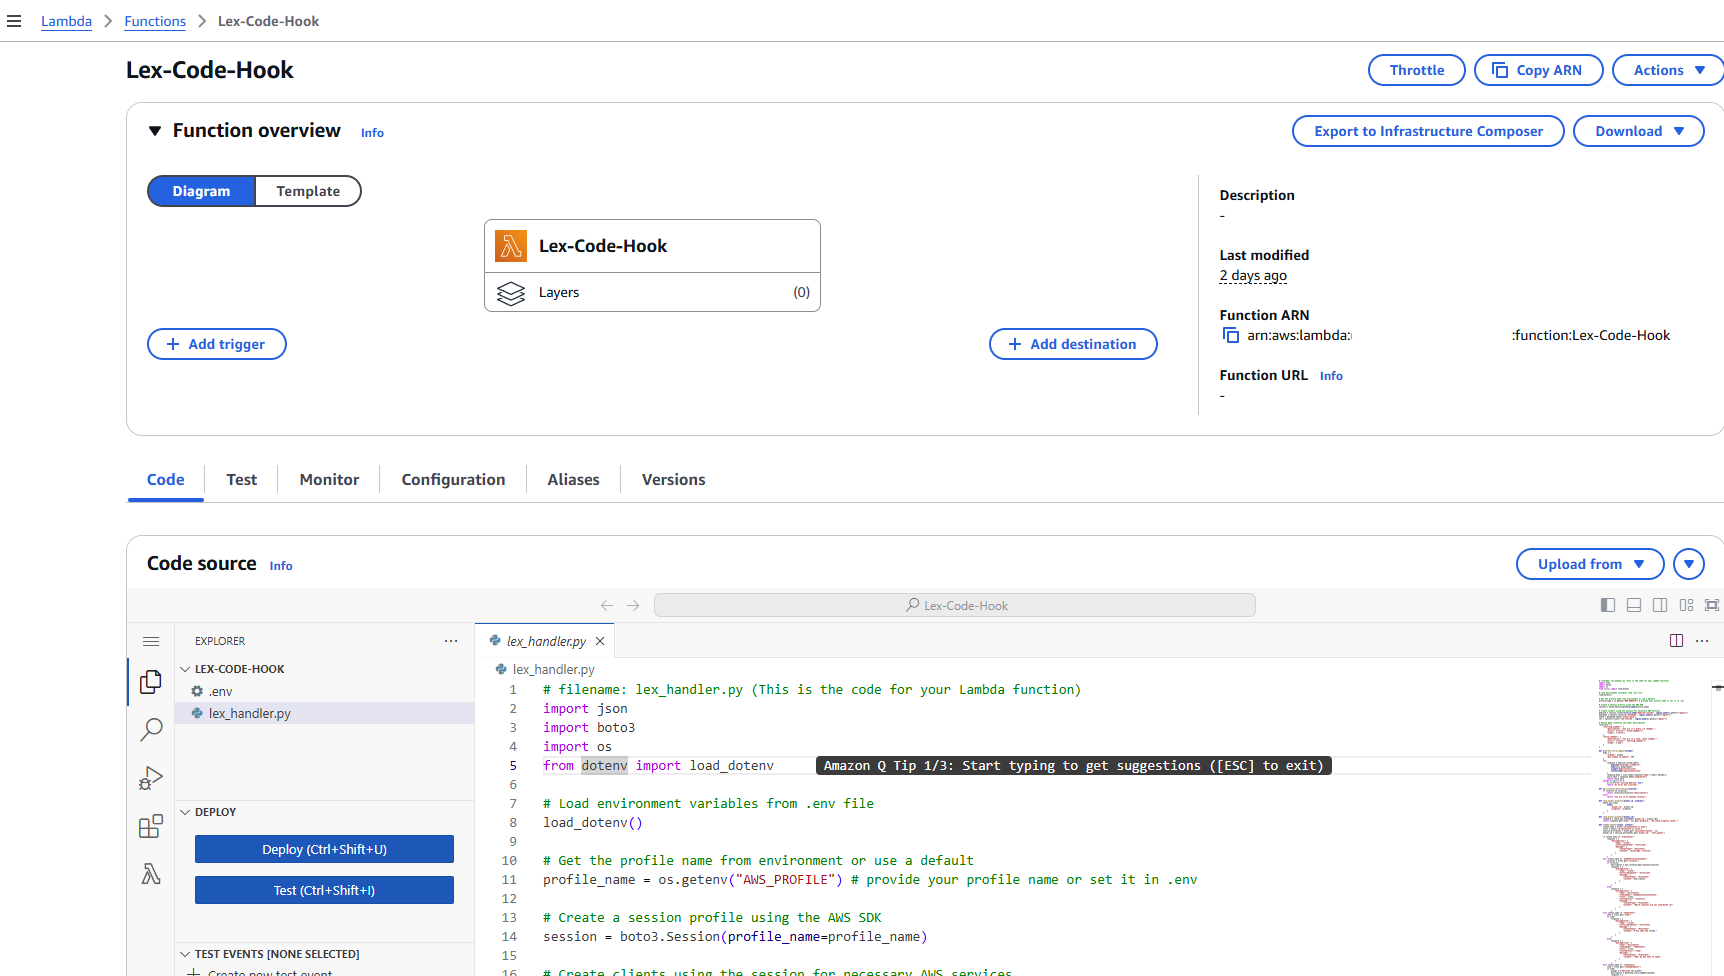 Lambda > Functions > Lex-Code-Hook
Lex-Code-Hook
Throttle
Copy ARN
Actions
Function overview Info
Export to Infrastructure Composer
Download
Diagram
Template
Lex-Code-Hook
Layers (0)
Add trigger
Add destination
Description
-
Last modified
2 days ago
Function ARN
arn:aws:lambda: :function:Lex-Code-Hook
Function URL Info
-
Code
Test
Monitor
Configuration
Aliases
Versions
Code source Info
Upload from
Lex-Code-Hook
EXPLORER
LEX-CODE-HOOK
.env
lex_handler.py
DEPLOY
Deploy (Ctrl+Shift+U)
Test (Ctrl+Shift+I)
TEST EVENTS [NONE SELECTED]
Create new test event
lex_handler.py
lex_handler.py
1 # filename: lex_handler.py (This is the code for your Lambda function)
2 import json
3 import boto3
4 import os
5 from dotenv import load_dotenv Amazon Q Tip 1/3: Start typing to get suggestions ([ESC] to exit)
6
7 # Load environment variables from .env file
8 load_dotenv()
9
10 # Get the profile name from environment or use a default
11 profile_name = os.getenv("AWS_PROFILE") # provide your profile name or set it in .env
12
13 # Create a session profile using the AWS SDK
14 session = boto3.Session(profile_name=profile_name)
15
16 # Create clients using the session for necessary AWS services